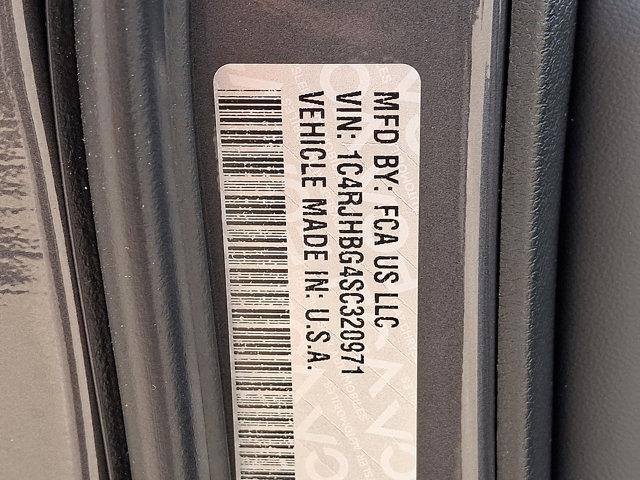 MFD BY: FCA US LLC
VIN: 1C4RJHBG4SC320971
VEHICLE MADE IN: U.S.A.